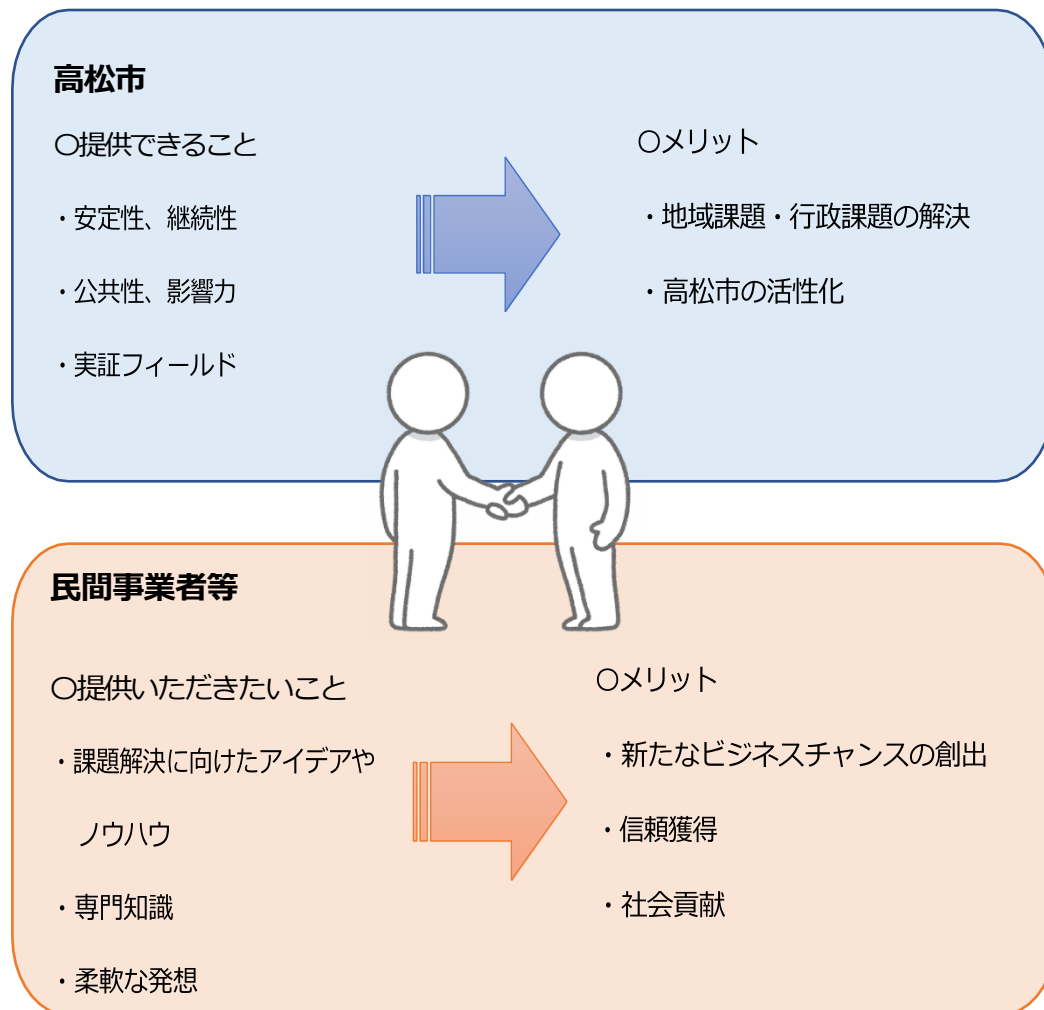 高松市
〇提供できること
・安定性、継続性
・公共性、影響力
・実証フィールド
〇メリット
・地域課題・行政課題の解決
・高松市の活性化
民間事業者等
〇提供いただきたいこと
・課題解決に向けたアイデアや
ノウハウ
・専門知識
・柔軟な発想
〇メリット
・新たなビジネスチャンスの創出
・信頼獲得
・社会貢献